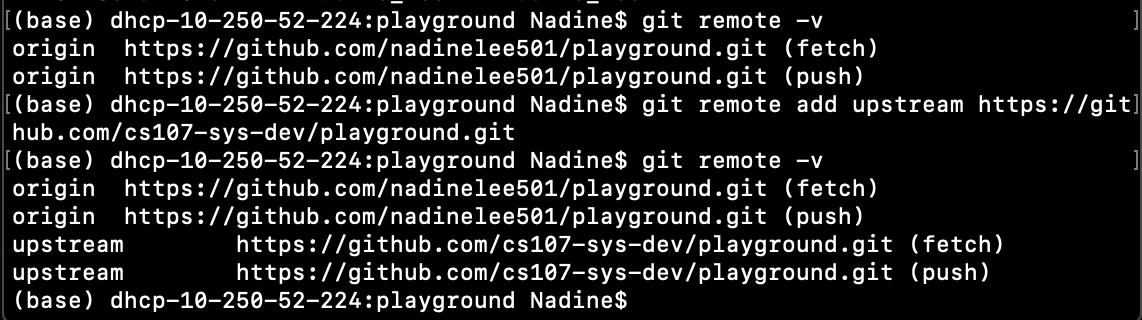 (base) dhcp-10-250-52-224:playground Nadine$ git remote -v
origin  https://github.com/nadinelee501/playground.git (fetch)
origin  https://github.com/nadinelee501/playground.git (push)
(base) dhcp-10-250-52-224:playground Nadine$ git remote add upstream https://git
hub.com/cs107-sys-dev/playground.git
(base) dhcp-10-250-52-224:playground Nadine$ git remote -v
origin  https://github.com/nadinelee501/playground.git (fetch)
origin  https://github.com/nadinelee501/playground.git (push)
upstream        https://github.com/cs107-sys-dev/playground.git (fetch)
upstream        https://github.com/cs107-sys-dev/playground.git (push)
(base) dhcp-10-250-52-224:playground Nadine$